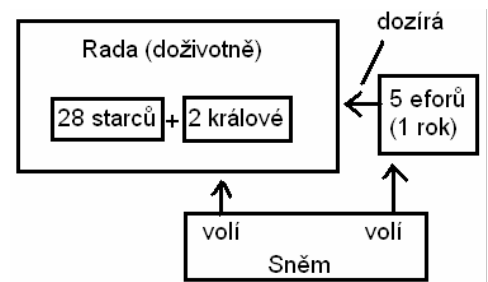 dozírá
Rada (doživotně)
28 starců + 2 králové
5 eforů
(1 rok)
volí volí
Sněm